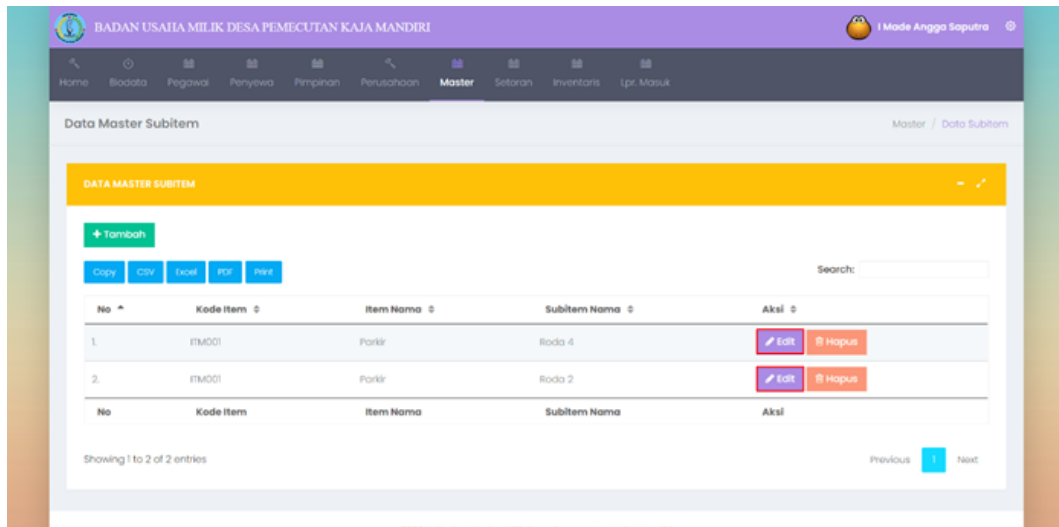 BADAN USAHA MILIK DESA PEMECUTAN KAJA MANDIRI I Made Angga Saputra
Home Biodata Pegawai Penyewa Pimpinan Perusahaan Master Setoran Inventaris Lpr. Masuk
Data Master Subitem Master / Data Subitem
DATA MASTER SUBITEM
+ Tambah
Copy CSV Excel PDF Print Search:
No Kode Item Item Nama Subitem Nama Aksi
1. ITM001 Parkir Roda 4 Edit Hapus
2. ITM001 Parkir Roda 2 Edit Hapus
No Kode Item Item Nama Subitem Nama Aksi
Showing 1 to 2 of 2 entries Previous 1 Next